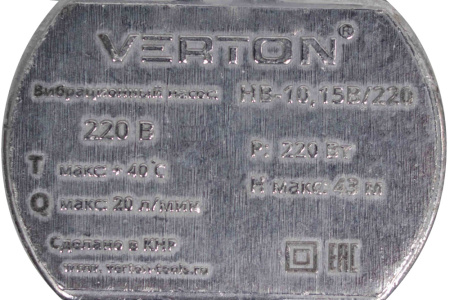 VERTON®
Вибрационный насос НВ-10,15В/220
220 В P: 220 Вт
T макс + 40°С H макс 43 м
Q макс 20 л/мин
Сделано в КНР
www.verton-tools.ru EAC